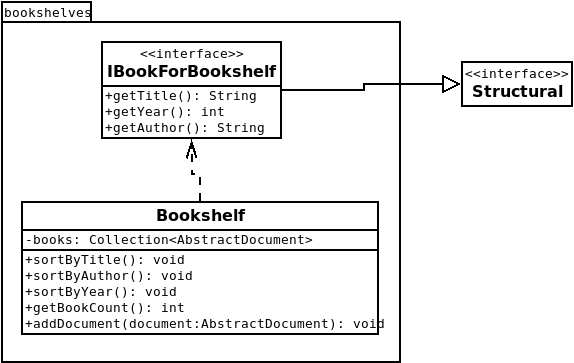 bookshelves
<<interface>>
IBookForBookshelf
+getTitle(): String
+getYear(): int
+getAuthor(): String
<<interface>>
Structural
Bookshelf
-books: Collection<AbstractDocument>
+sortByTitle(): void
+sortByAuthor(): void
+sortByYear(): void
+getBookCount(): int
+addDocument(document:AbstractDocument): void